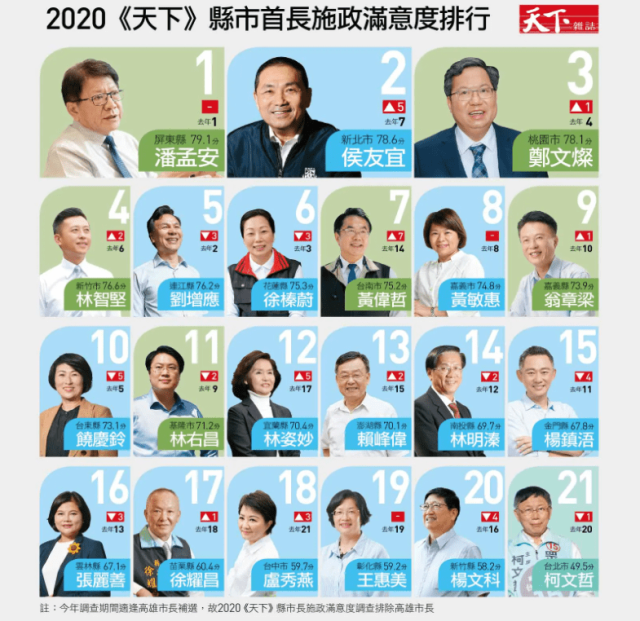 2020《天下》縣市首長施政滿意度排行
天下雜誌
1
-
去年1
屏東縣 79.1分
潘孟安
2
▲5
去年7
新北市 78.6分
侯友宜
3
▲1
去年 4
桃園市 78.1分
鄭文燦
4
▲2
去年6
新竹市 76.6分
林智堅
5
▼3
去年2
連江縣 76.2分
劉增應
6
▼3
去年3
花蓮縣 75.3分
徐榛蔚
7
▲7
去年14
台南市 75.2分
黃偉哲
8
-
去年8
嘉義市 74.8分
黃敏惠
9
▲1
去年10
嘉義縣 73.9分
翁章梁
10
▼5
去年5
台東縣 73.1分
饒慶鈴
11
▼2
去年 9
基隆市 71.2分
林右昌
12
▲5
去年17
宜蘭縣 70.4分
林姿妙
13
▲2
去年15
澎湖縣 70.1分
賴峰偉
14
▼2
去年12
南投縣 69.7分
林明溱
15
▼4
去年11
金門縣 67.8分
楊鎮浯
16
▼3
去年13
雲林縣 67.1分
張麗善
17
▲1
去年18
苗栗縣 60.4分
徐耀昌
18
▲3
去年21
台中市 59.7分
盧秀燕
19
-
去年19
彰化縣 59.2分
王惠美
20
▼4
去年16
新竹縣 58.2分
楊文科
21
▼1
去年20
台北市 49.5分
柯文哲
註：今年調查期間適逢高雄市長補選，故2020《天下》縣市長施政滿意度調查排除高雄市長